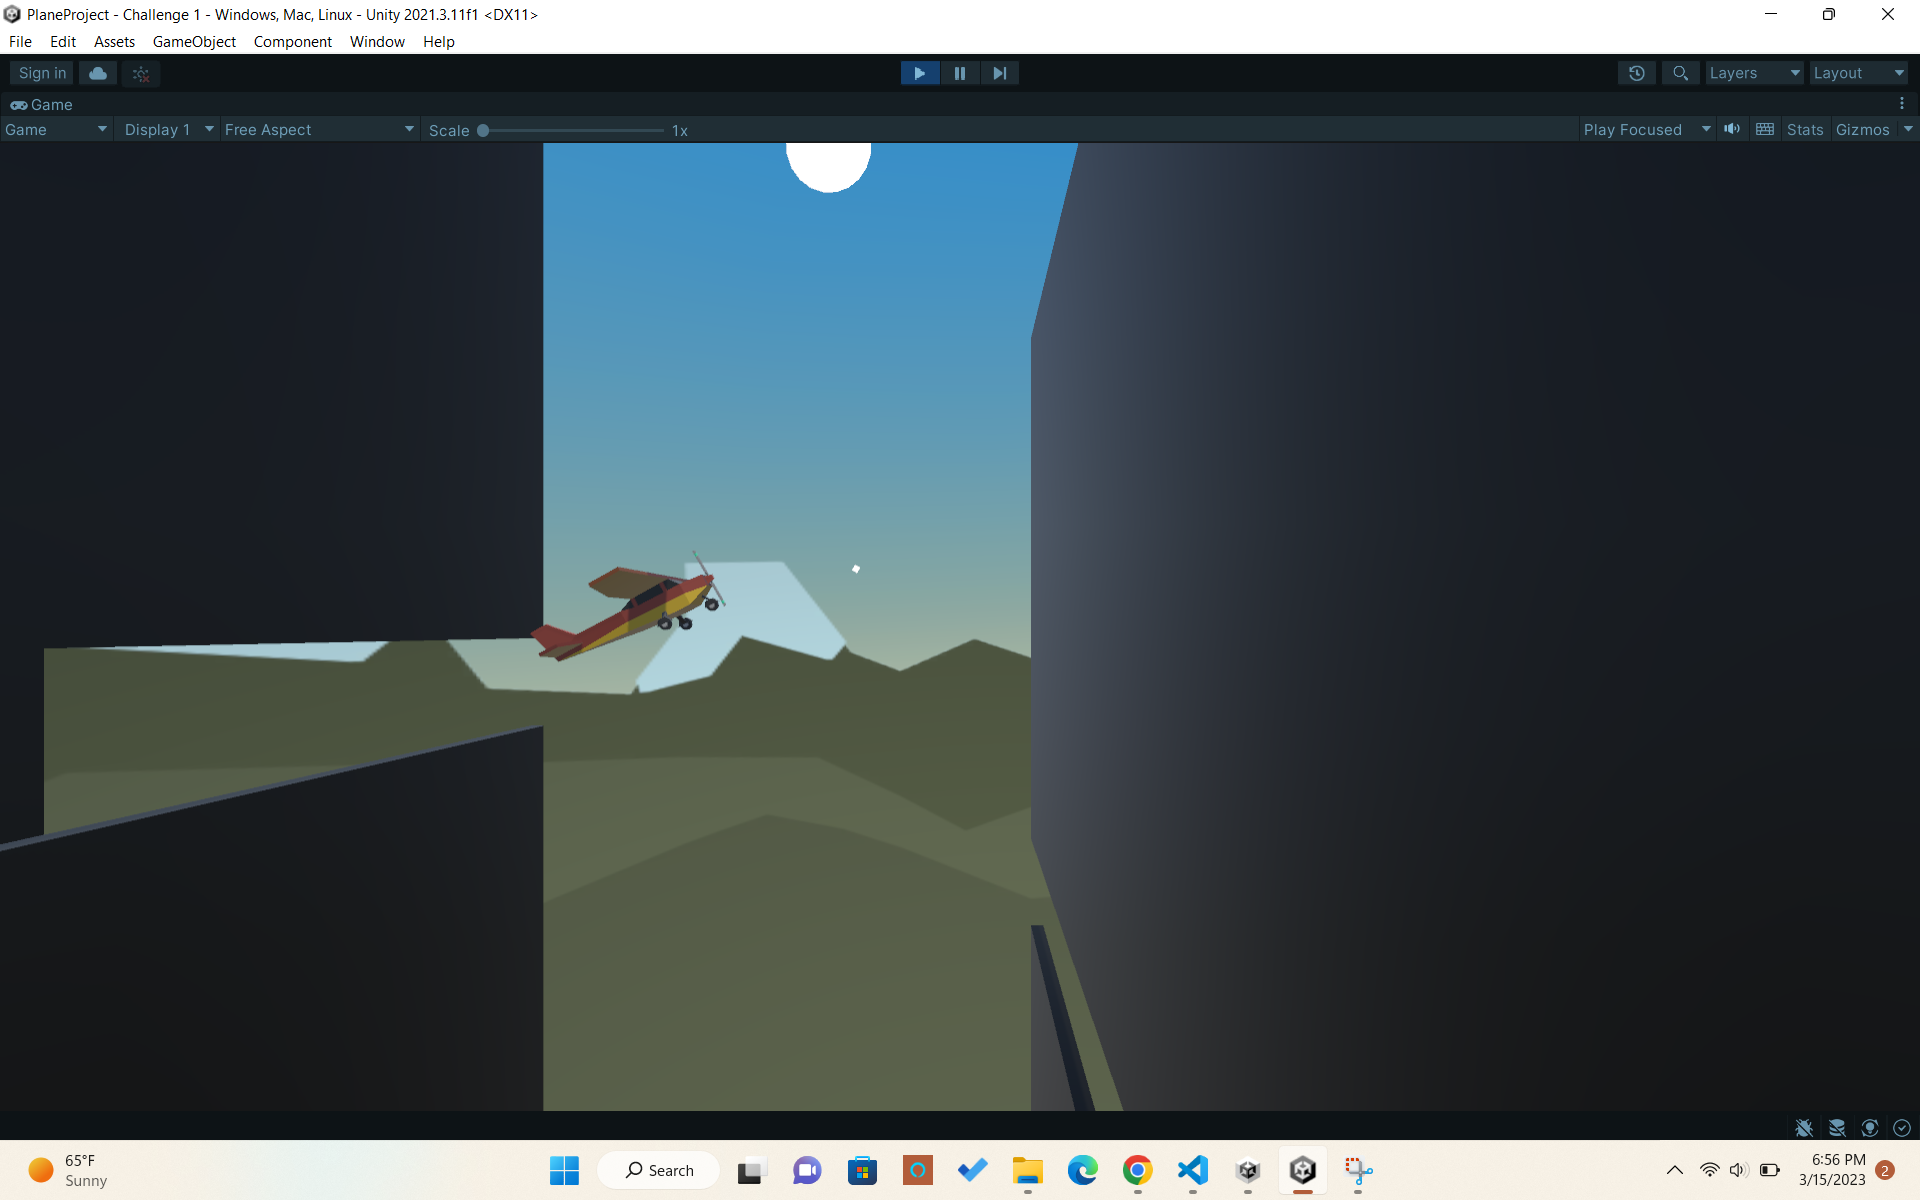 PlaneProject - Challenge 1 - Windows, Mac, Linux - Unity 2021.3.11f1 <DX11>
File Edit Assets GameObject Component Window Help
Sign in Layers Layout
Game
Game Display 1 Free Aspect Scale 1x Play Focused Stats Gizmos
65°F
Sunny
Search
6:56 PM
3/15/2023
2